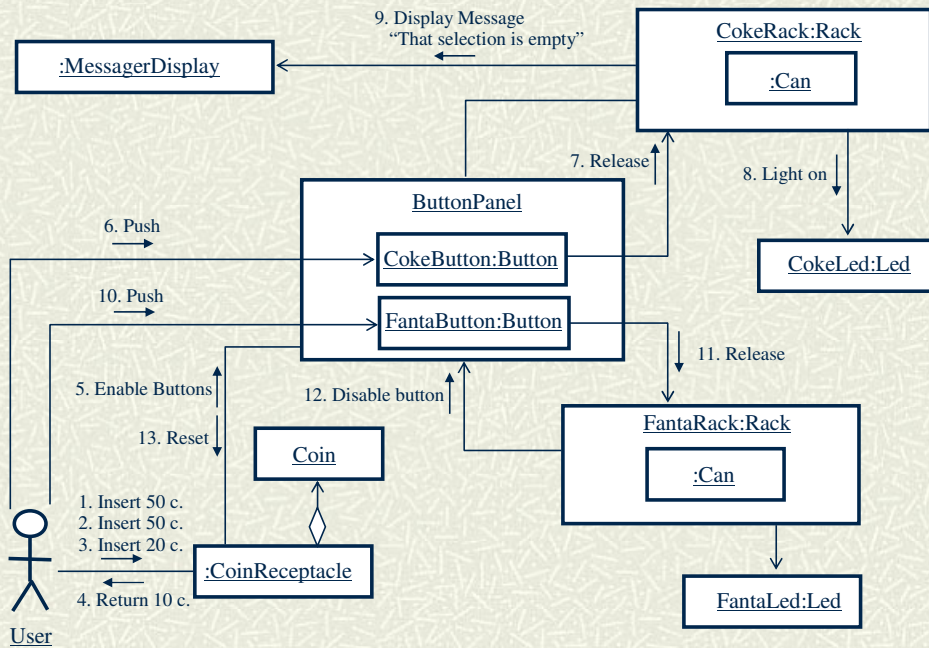 9. Display Message
“That selection is empty”
CokeRack:Rack
:MessagerDisplay
:Can
7. Release
8. Light on
ButtonPanel
6. Push
CokeButton:Button
CokeLed:Led
10. Push
FantaButton:Button
11. Release
5. Enable Buttons
12. Disable button
13. Reset
FantaRack:Rack
Coin
:Can
1. Insert 50 c.
2. Insert 50 c.
3. Insert 20 c.
:CoinReceptacle
4. Return 10 c.
FantaLed:Led
User